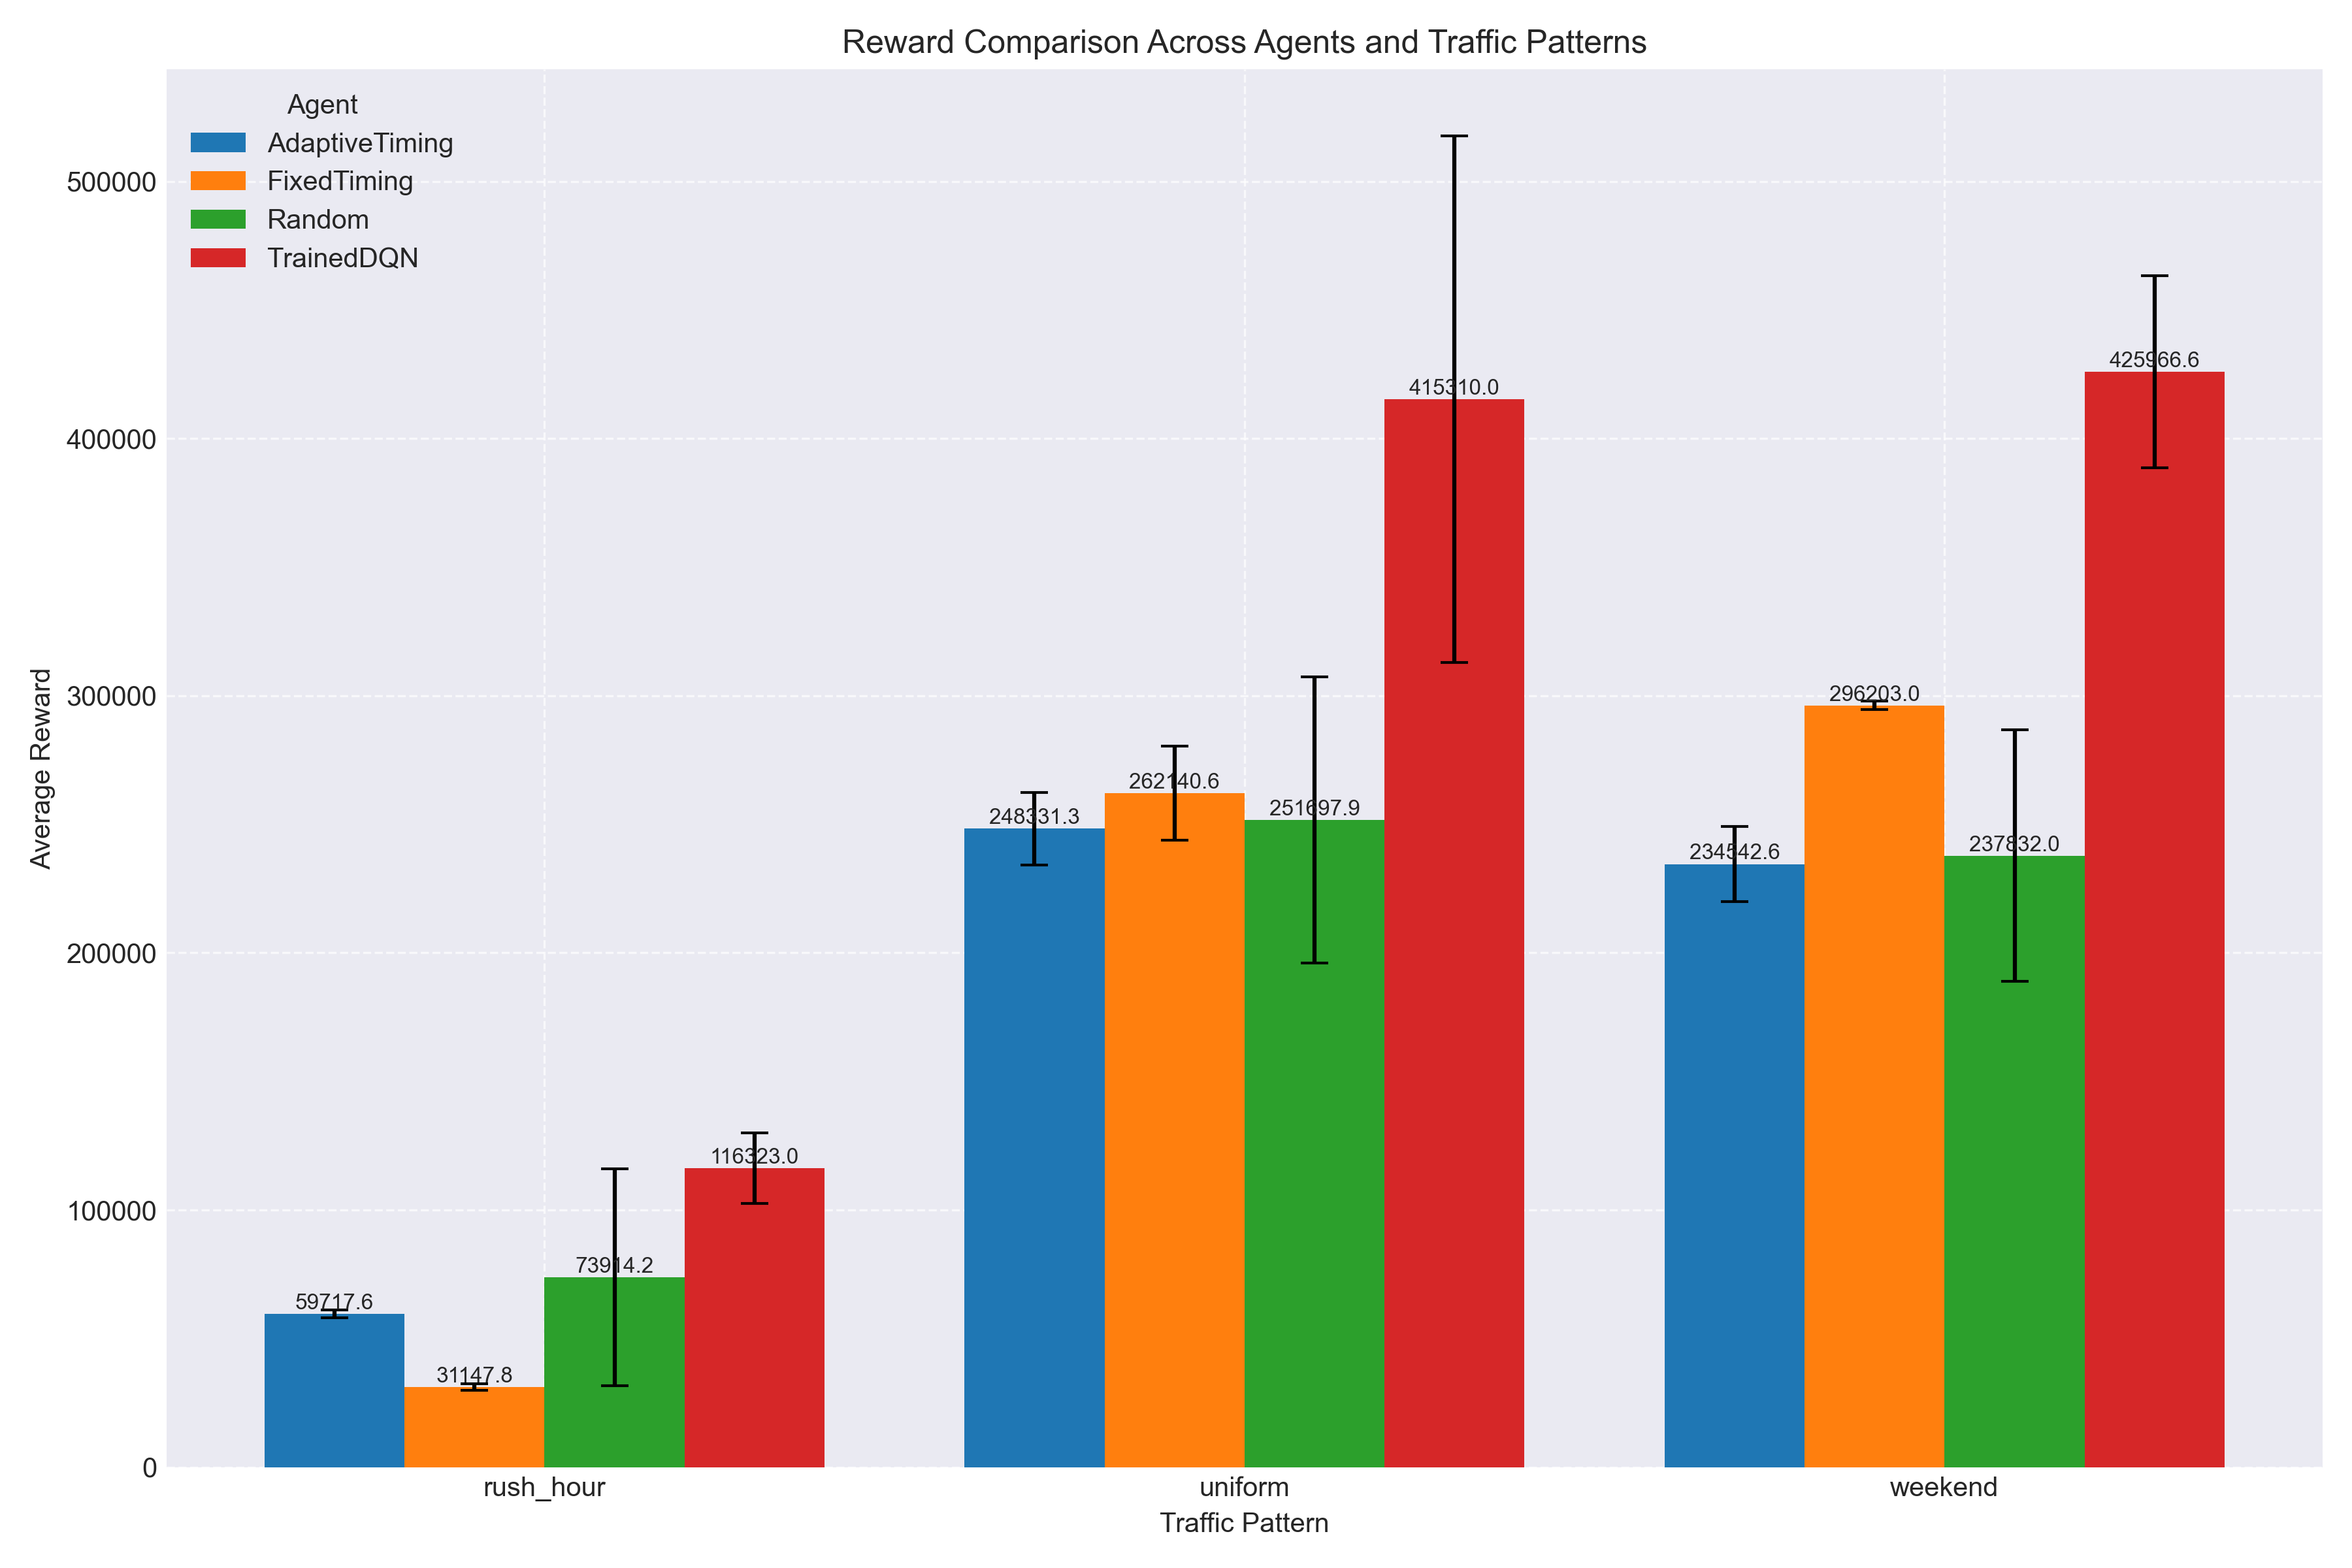 Reward Comparison Across Agents and Traffic Patterns
Agent
AdaptiveTiming
FixedTiming
Random
TrainedDQN
Average Reward
500000
400000
300000
200000
100000
0
59717.6
31147.8
73914.2
116323.0
248331.3
262140.6
251697.9
415310.0
234542.6
296203.0
237832.0
425966.6
rush_hour
uniform
weekend
Traffic Pattern